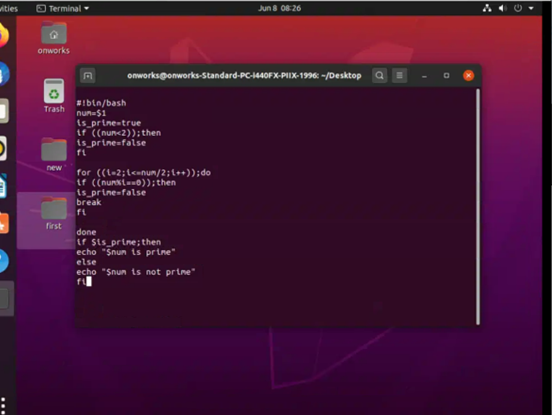 vities
Terminal
Jun 8 08:26
onworks
Trash
new
first
onworks@onworks-Standard-PC-i440FX-PIIX-1996: ~/Desktop
#!bin/bash
num=$1
is_prime=true
if ((num<2));then
is_prime=false
fi
for ((i=2;i<=num/2;i++));do
if ((num%i==0));then
is_prime=false
break
fi
done
if $is_prime;then
echo "$num is prime"
else
echo "$num is not prime"
fi